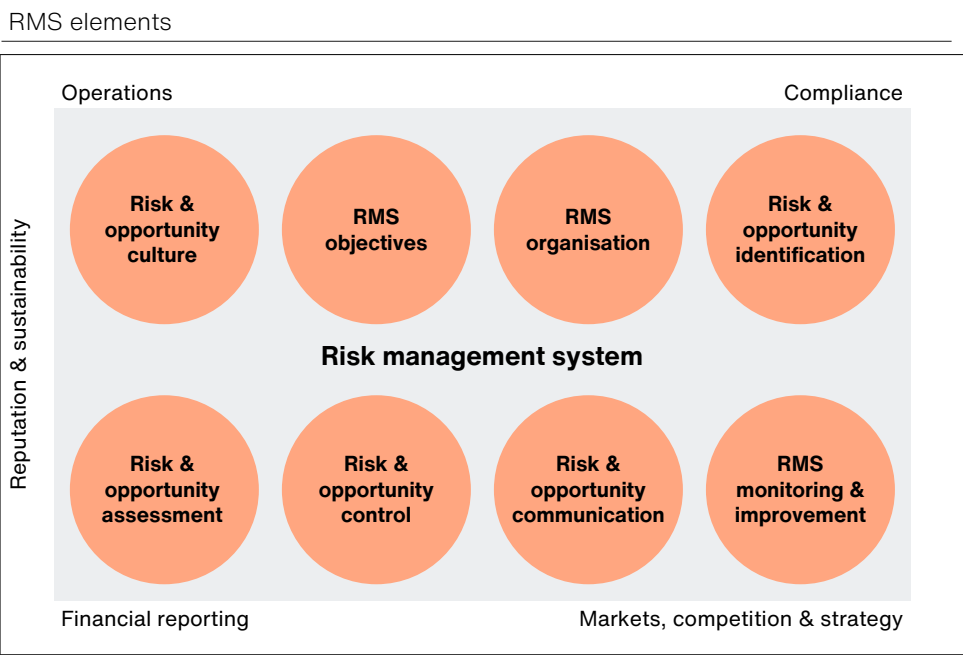 RMS elements
Operations
Compliance
Reputation & sustainability
Risk &
opportunity
culture
RMS
objectives
RMS
organisation
Risk &
opportunity
identification
Risk management system
Risk &
opportunity
assessment
Risk &
opportunity
control
Risk &
opportunity
communication
RMS
monitoring &
improvement
Financial reporting
Markets, competition & strategy